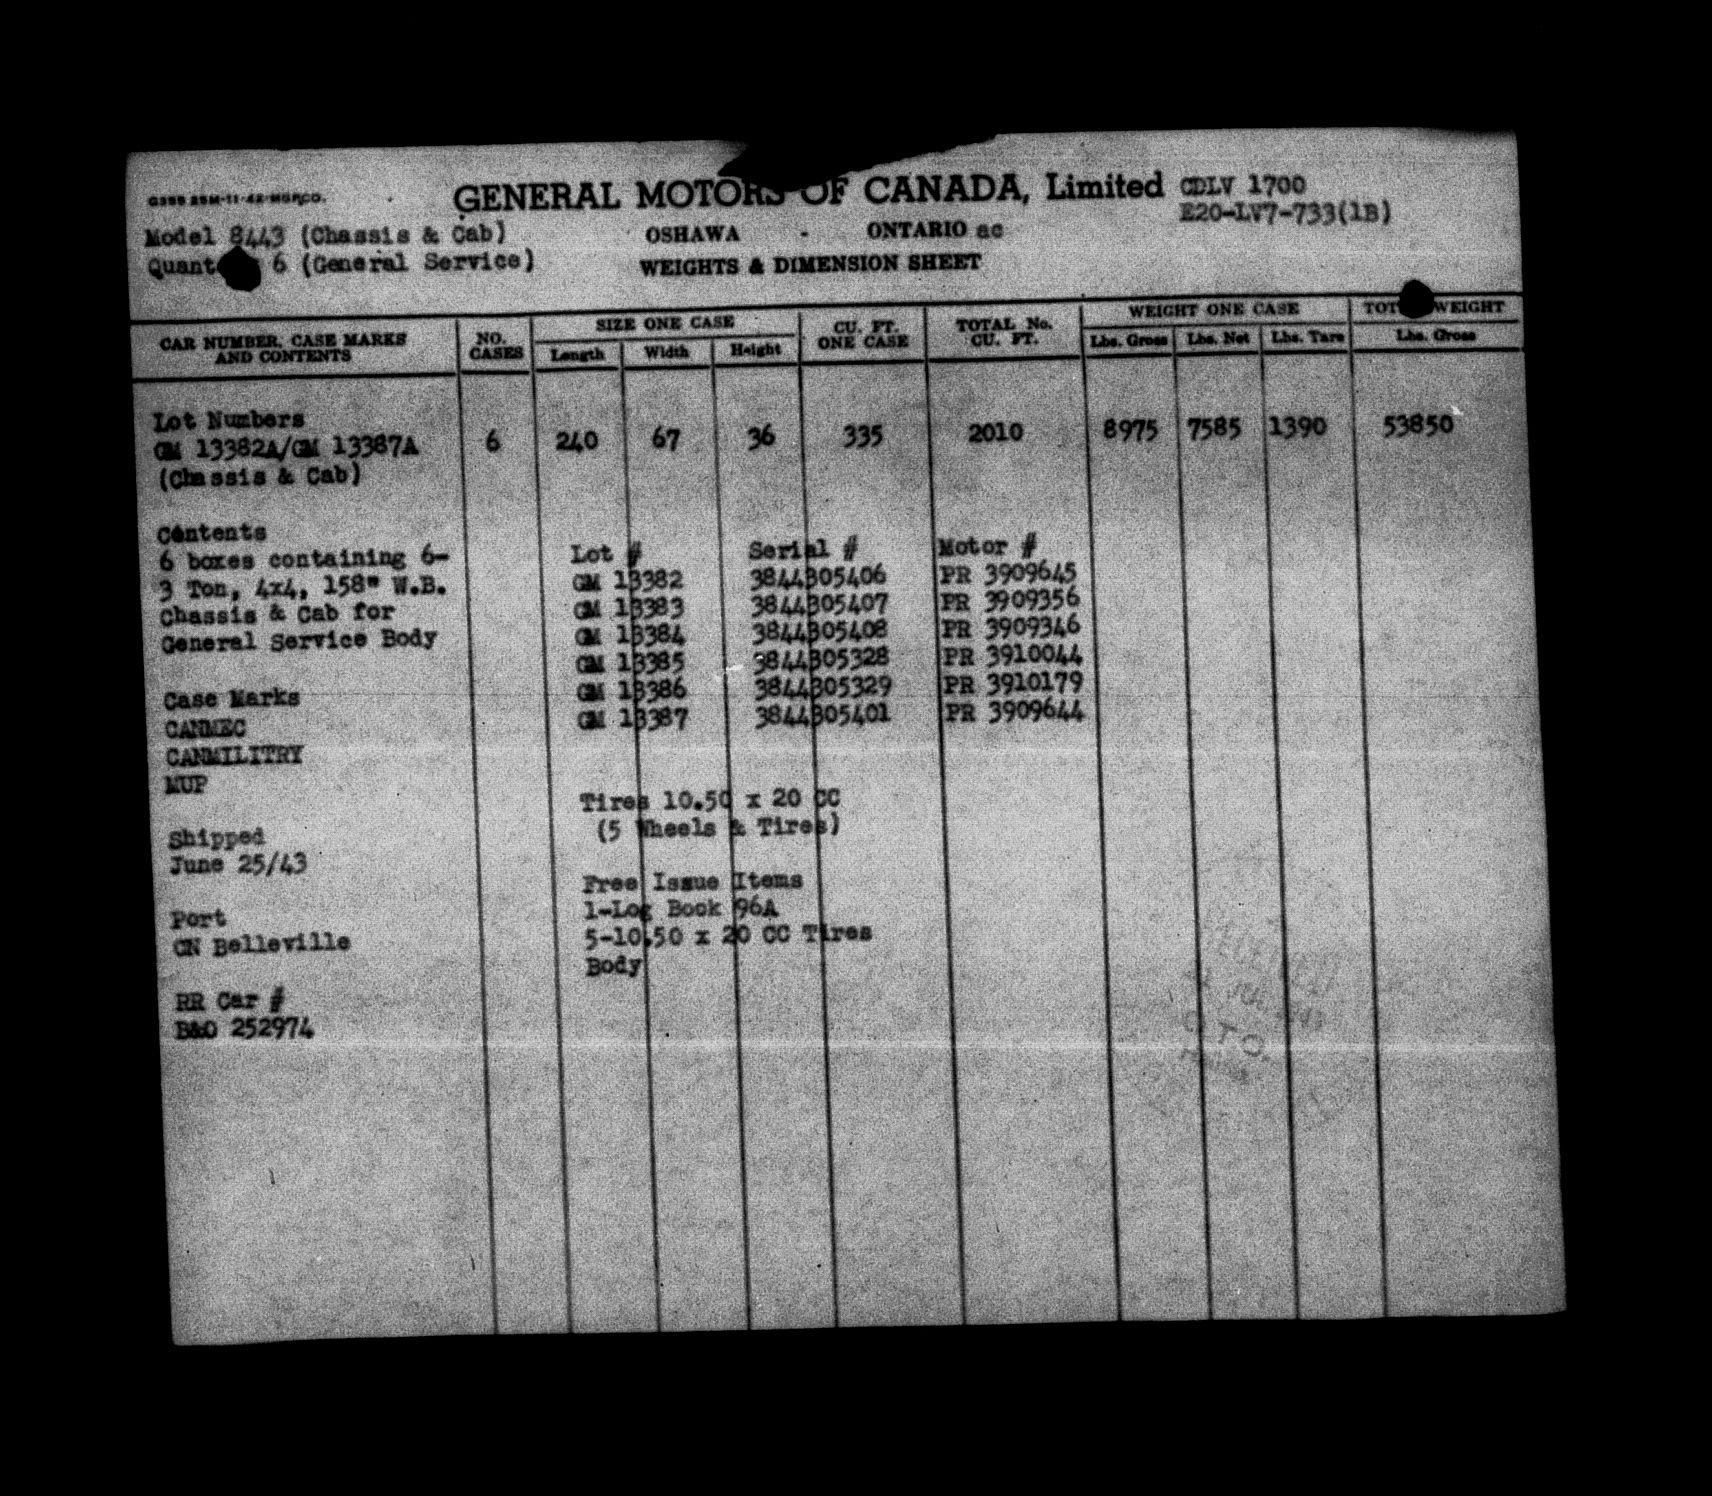 GENERAL MOTORS OF CANADA, Limited
CDLV 1700
E20-LV7-733(1B)
Model 8443 (Chassis & Cab)
OSHAWA - ONTARIO ac
6 (General Service)
WEIGHTS & DIMENSION SHEET
CAR NUMBER, CASE MARKS AND CONTENTS
NO. CASES
SIZE ONE CASE
Length Width Height
CU. FT. ONE CASE
TOTAL No. CU. FT.
WEIGHT ONE CASE
Lbs. Gross Lbs. Net Lbs. Tare
WEIGHT
Lbs. Gross
Lot Numbers
GM 13382A/GM 13387A 6 240 67 36 335 2010 8975 7585 1390 53850
(Chassis & Cab)
Contents
6 boxes containing 6-
3 Ton, 4x4, 158" W.B.
Chassis & Cab for
General Service Body
Lot # Serial # Motor #
GM 13382 3844305406 PR 3909645
GM 13383 3844305407 PR 3909356
GM 13384 3844305408 PR 3909346
GM 13385 3844305328 PR 3910044
GM 13386 3844305329 PR 3910179
GM 13387 3844305401 PR 3909644
Case Marks
CANMEC
CANMILITRY
MUP
Tires 10.50 x 20 CC
(5 Wheels & Tires)
Shipped
June 25/43
Free Issue Items
1-Log Book 96A
5-10.50 x 20 CC Tires
Body
Port
CN Belleville
RR Car #
B&O 252974